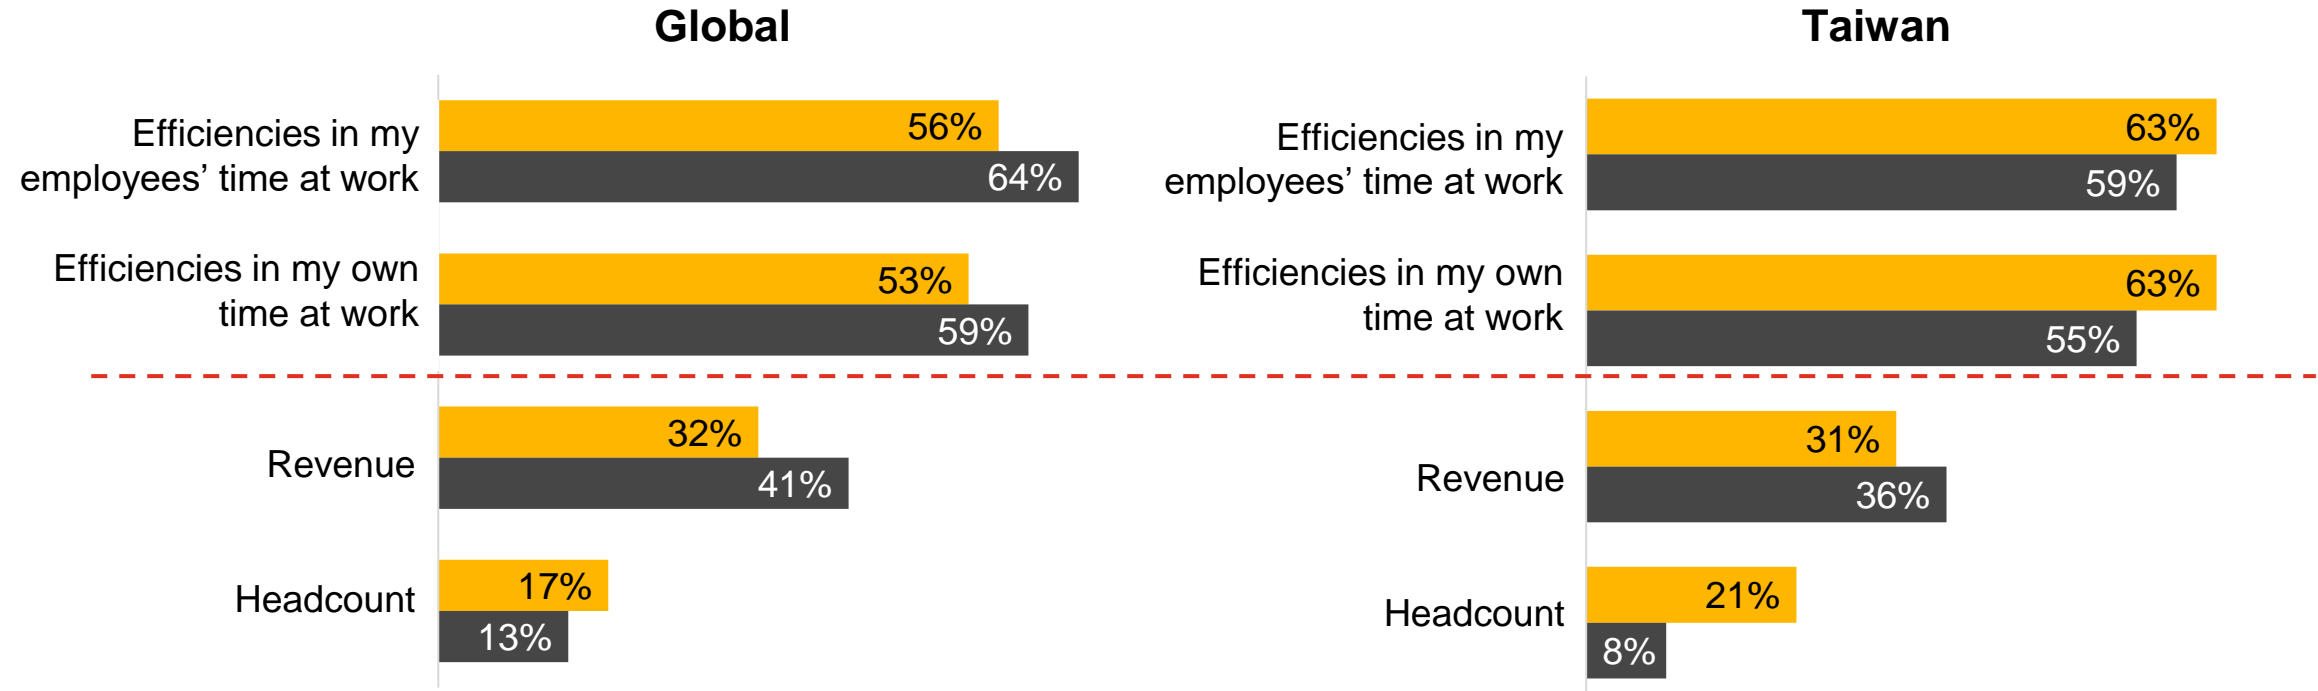 Global
Efficiencies in my
employees’ time at work
56%
64%
Efficiencies in my own
time at work
53%
59%
Revenue
32%
41%
Headcount
17%
13%
Taiwan
Efficiencies in my
employees’ time at work
63%
59%
Efficiencies in my own
time at work
63%
55%
Revenue
31%
36%
Headcount
21%
8%